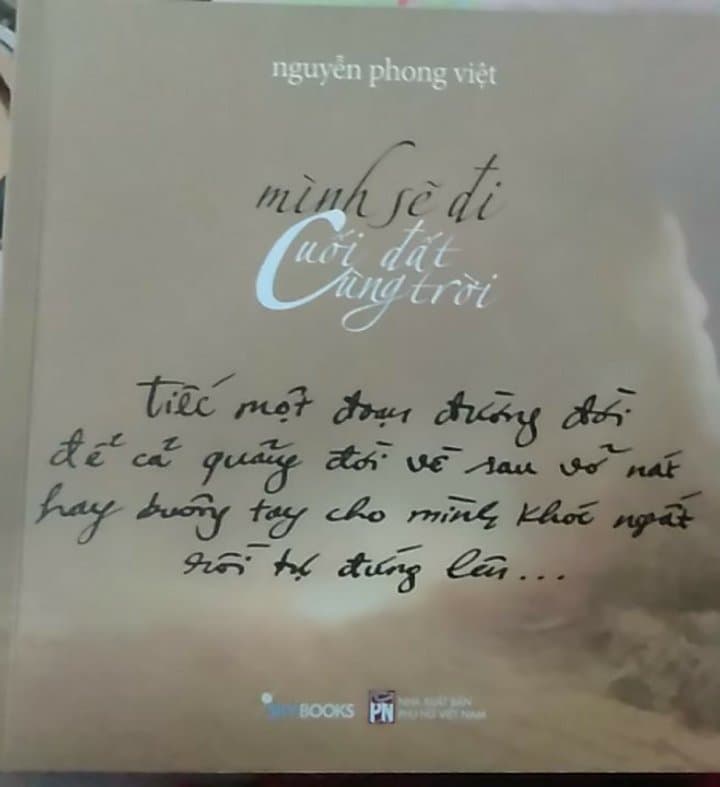 nguyễn phong việt
mình sẽ đi
Cuối đất
Cùng trời
Tiếc một đoạn đường đời
để cả quãng đời về sau vỡ nát
hay buông tay cho mình khóc ngất
rồi tự đứng lên...
SKYBOOKS
PN
NHÀ XUẤT BẢN
PHỤ NỮ VIỆT NAM